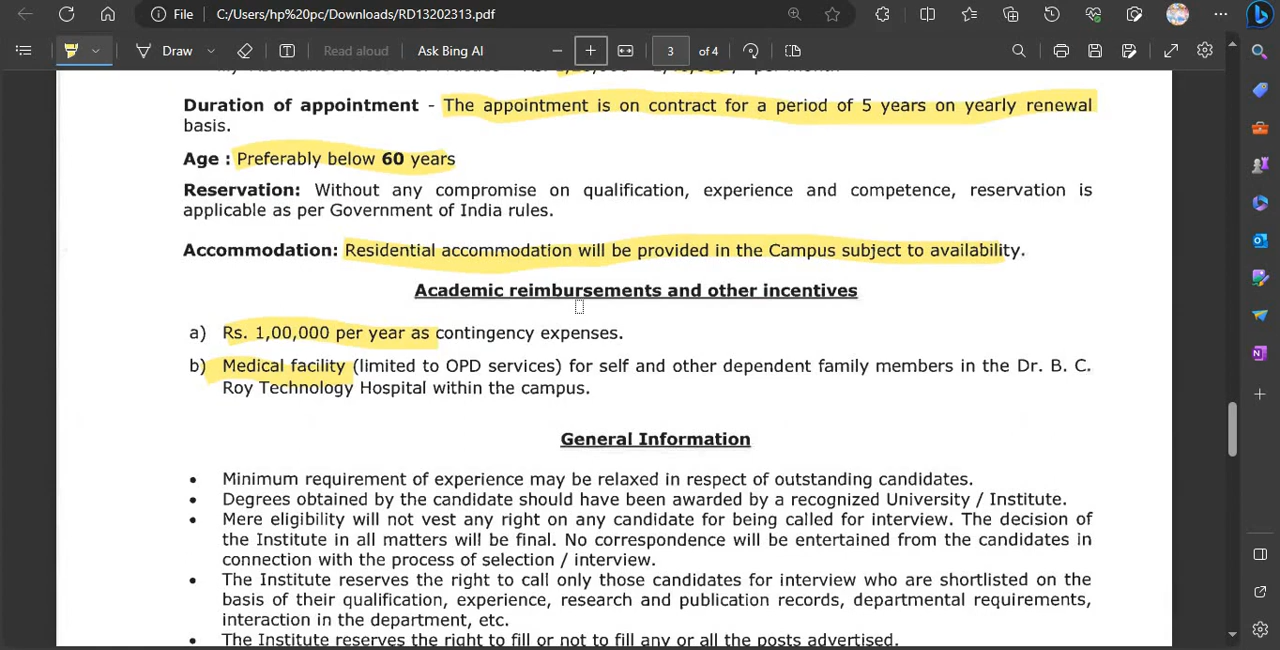 File C:/Users/hp%20pc/Downloads/RD13202313.pdf
Draw Read aloud Ask Bing AI 3 of 4
Duration of appointment - The appointment is on contract for a period of 5 years on yearly renewal
basis.
Age : Preferably below 60 years
Reservation: Without any compromise on qualification, experience and competence, reservation is
applicable as per Government of India rules.
Accommodation: Residential accommodation will be provided in the Campus subject to availability.
Academic reimbursements and other incentives
a) Rs. 1,00,000 per year as contingency expenses.
b) Medical facility (limited to OPD services) for self and other dependent family members in the Dr. B. C.
Roy Technology Hospital within the campus.
General Information
• Minimum requirement of experience may be relaxed in respect of outstanding candidates.
• Degrees obtained by the candidate should have been awarded by a recognized University / Institute.
• Mere eligibility will not vest any right on any candidate for being called for interview. The decision of
the Institute in all matters will be final. No correspondence will be entertained from the candidates in
connection with the process of selection / interview.
• The Institute reserves the right to call only those candidates for interview who are shortlisted on the
basis of their qualification, experience, research and publication records, departmental requirements,
interaction in the department, etc.
• The Institute reserves the right to fill or not to fill any or all the posts advertised.